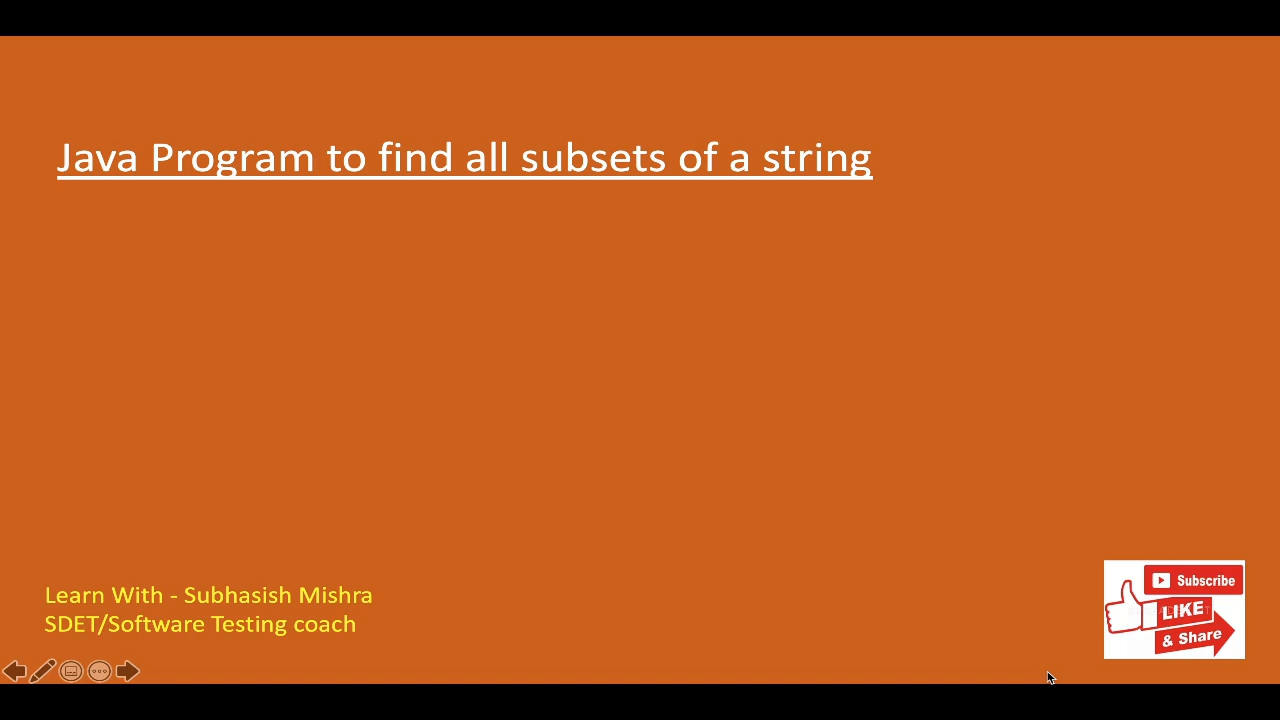 Java Program to find all subsets of a string
Learn With - Subhasish Mishra
SDET/Software Testing coach
Subscribe
LIKE
& Share